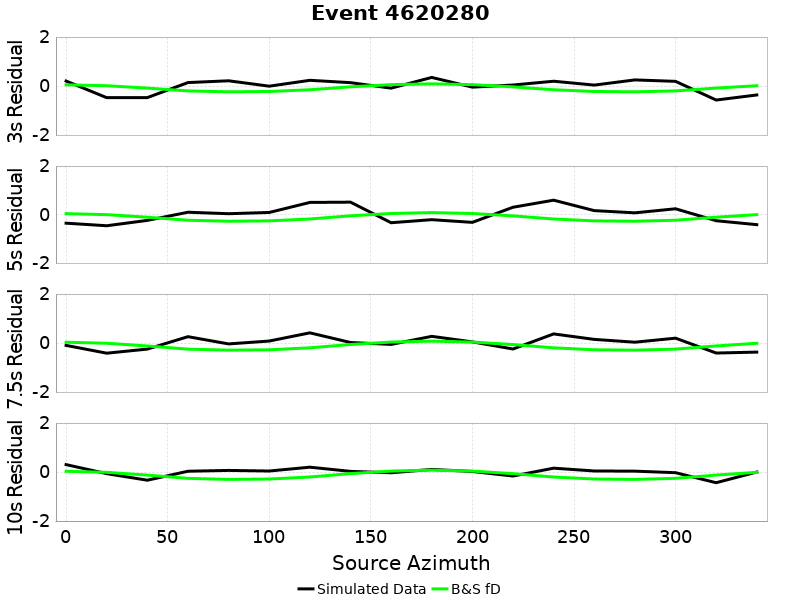 Event 4620280
3s Residual
2
0
-2
5s Residual
2
0
-2
7.5s Residual
2
0
-2
10s Residual
2
0
-2
0 50 100 150 200 250 300
Source Azimuth
Simulated Data B&S fD